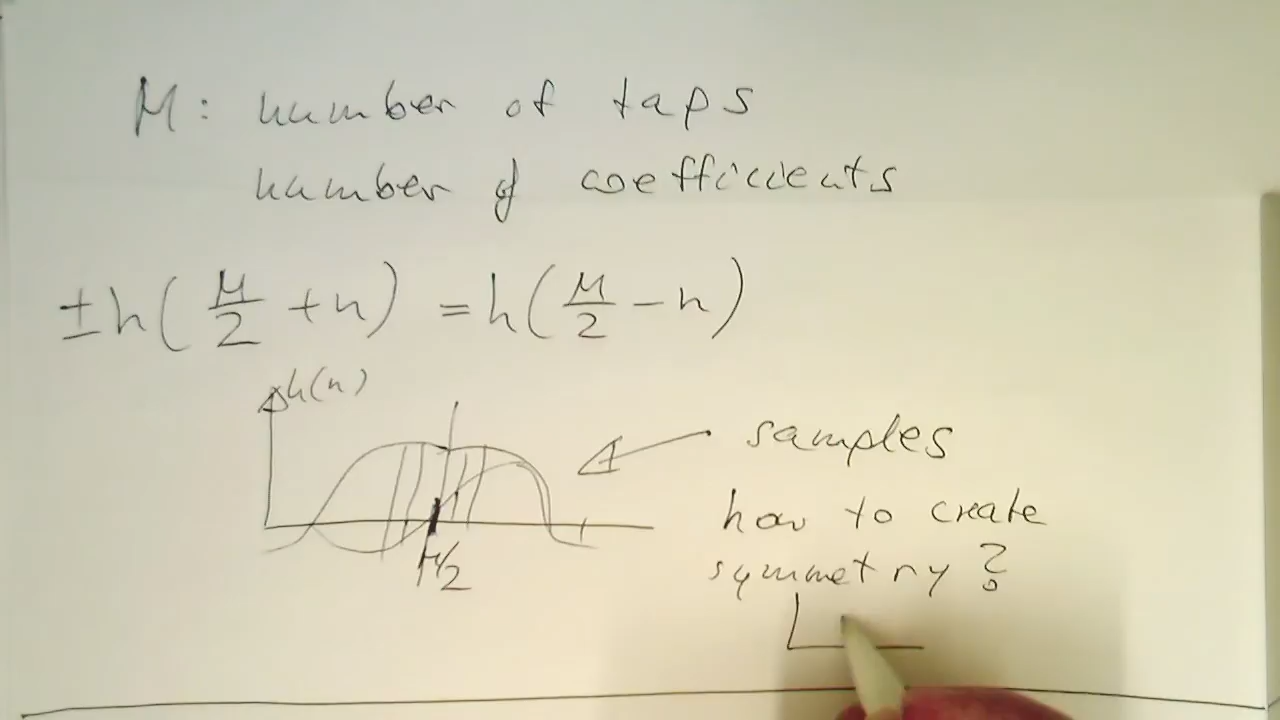 M: number of taps
number of coefficients
±h(M/2 + n) = h(M/2 - n)
h(n)
M/2
samples
how to create
symmetry?